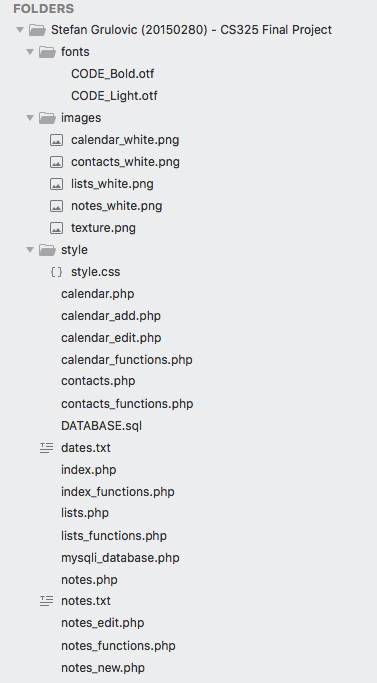 FOLDERS
Stefan Grulovic (20150280) - CS325 Final Project
fonts
CODE_Bold.otf
CODE_Light.otf
images
calendar_white.png
contacts_white.png
lists_white.png
notes_white.png
texture.png
style
{} style.css
calendar.php
calendar_add.php
calendar_edit.php
calendar_functions.php
contacts.php
contacts_functions.php
DATABASE.sql
dates.txt
index.php
index_functions.php
lists.php
lists_functions.php
mysqli_database.php
notes.php
notes.txt
notes_edit.php
notes_functions.php
notes_new.php